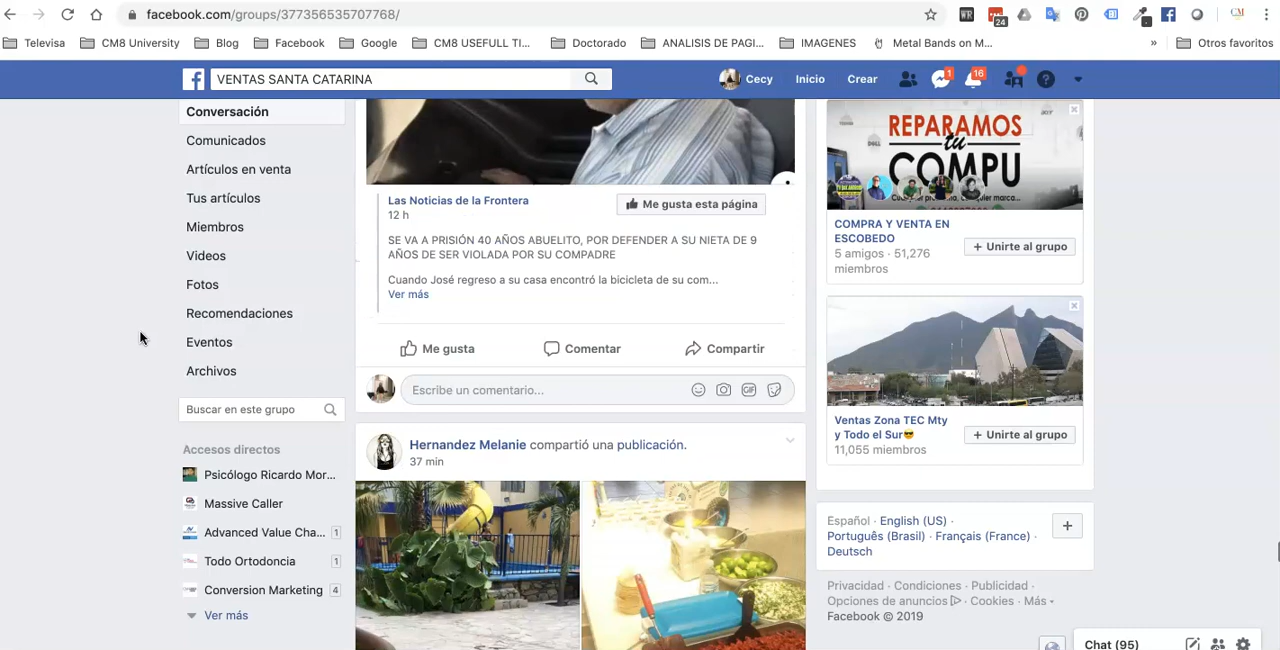 facebook.com/groups/377356535707768/
24
Televisa
CM8 University
Blog
Facebook
Google
CM8 USEFULL TI...
Doctorado
ANALISIS DE PAGI...
IMAGENES
Metal Bands on M...
»
Otros favoritos
VENTAS SANTA CATARINA
Cecy
Inicio
Crear
1
16
Conversación
Comunicados
Artículos en venta
Tus artículos
Miembros
Videos
Fotos
Recomendaciones
Eventos
Archivos
Buscar en este grupo
Accesos directos
Psicólogo Ricardo Mor...
Massive Caller
Advanced Value Cha... 1
Todo Ortodoncia 1
Conversion Marketing 4
Ver más
Las Noticias de la Frontera
12 h
Me gusta esta página
SE VA A PRISIÓN 40 AÑOS ABUELITO, POR DEFENDER A SU NIETA DE 9
AÑOS DE SER VIOLADA POR SU COMPADRE
Cuando José regreso a su casa encontró la bicicleta de su com...
Ver más
Me gusta
Comentar
Compartir
Escribe un comentario...
GIF
Hernandez Melanie compartió una publicación.
37 min
REPARAMOS
tu
COMPU
COMPRA Y VENTA EN
ESCOBEDO
5 amigos · 51,276
miembros
+ Unirte al grupo
Ventas Zona TEC Mty
y Todo el Sur😎
11,055 miembros
+ Unirte al grupo
Español · English (US) ·
Português (Brasil) · Français (France) ·
Deutsch
Privacidad · Condiciones · Publicidad ·
Opciones de anuncios · Cookies · Más
Facebook © 2019
Chat (95)